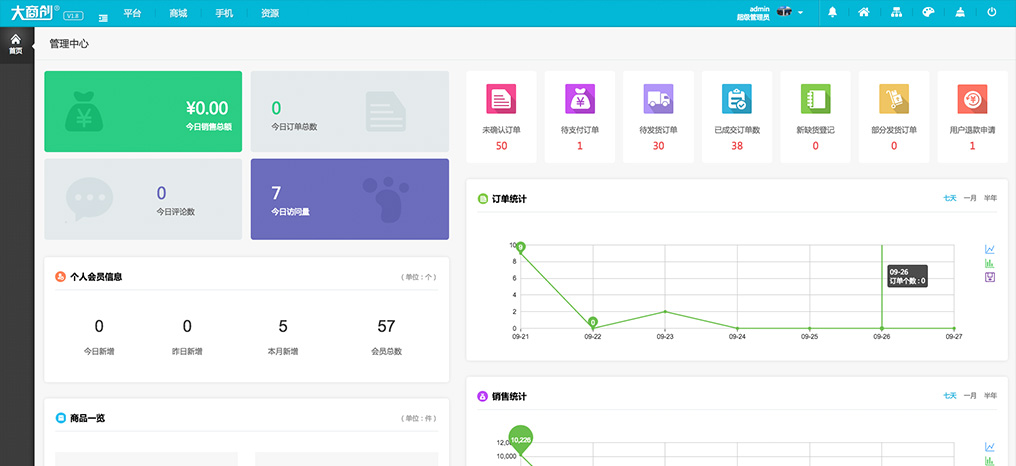 大商创® V1.8 平台 商城 手机 资源 admin
超级管理员
首页
管理中心
¥0.00
今日销售总额
0
今日订单总数
0
今日评论数
7
今日访问量
未确认订单
50
待支付订单
1
待发货订单
30
已成交订单数
38
新缺货登记
0
部分发货订单
0
用户退款申请
1
个人会员信息 (单位:个)
0 0 5 57
今日新增 昨日新增 本月新增 会员总数
商品一览 (单位:件)
订单统计 七天 一月 半年
10
8
6
4
2
0
9
0
09-26
订单个数 : 0
09-21 09-22 09-23 09-24 09-25 09-26 09-27
销售统计 七天 一月 半年
10,226
10,000